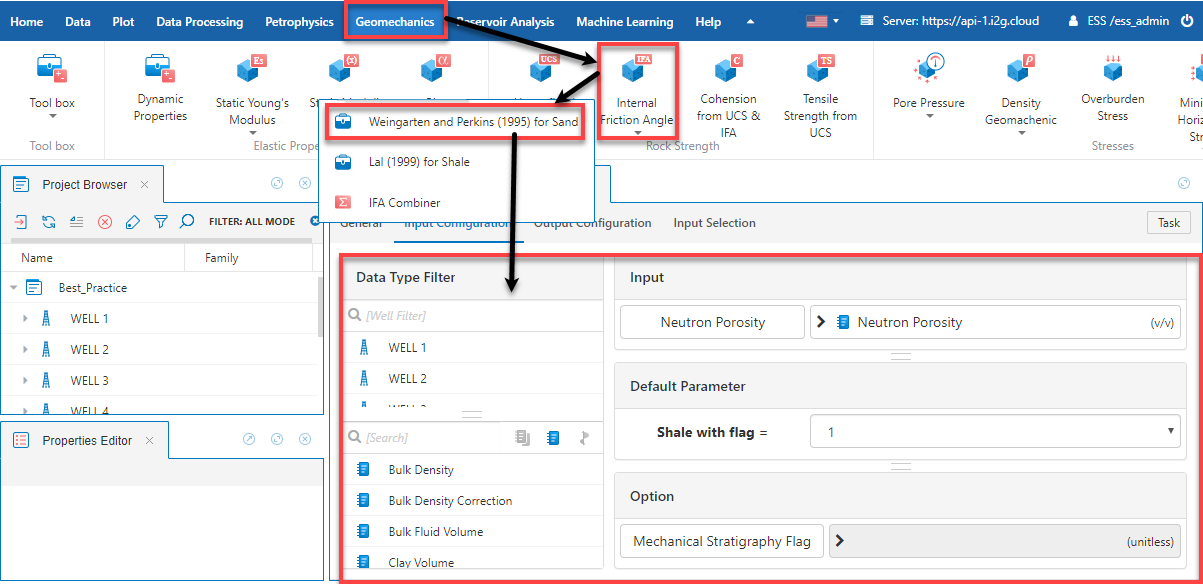 Home Data Plot Data Processing Petrophysics Geomechanics Reservoir Analysis Machine Learning Help Server: https://api-1.i2g.cloud ESS /ess_admin
Es (x) α UCS IFA C TS ρ
Tool box
Dynamic
Properties
Static Young's
Modulus
Internal
Friction Angle
Cohension
from UCS &
IFA
Tensile
Strength from
UCS
Pore Pressure
Density
Geomachenic
Overburden
Stress
Tool box
Rock Strength
Stresses
Weingarten and Perkins (1995) for Sand
Lal (1999) for Shale
IFA Combiner
Project Browser
FILTER: ALL MODE
Name Family
Best_Practice
WELL 1
WELL 2
WELL 3
WELL 4
Properties Editor
General Input Configuration Output Configuration Input Selection Task
Data Type Filter
[Well Filter]
WELL 1
WELL 2
[Search]
Bulk Density
Bulk Density Correction
Bulk Fluid Volume
Clay Volume
Input
Neutron Porosity Neutron Porosity (v/v)
Default Parameter
Shale with flag = 1
Option
Mechanical Stratigraphy Flag (unitless)